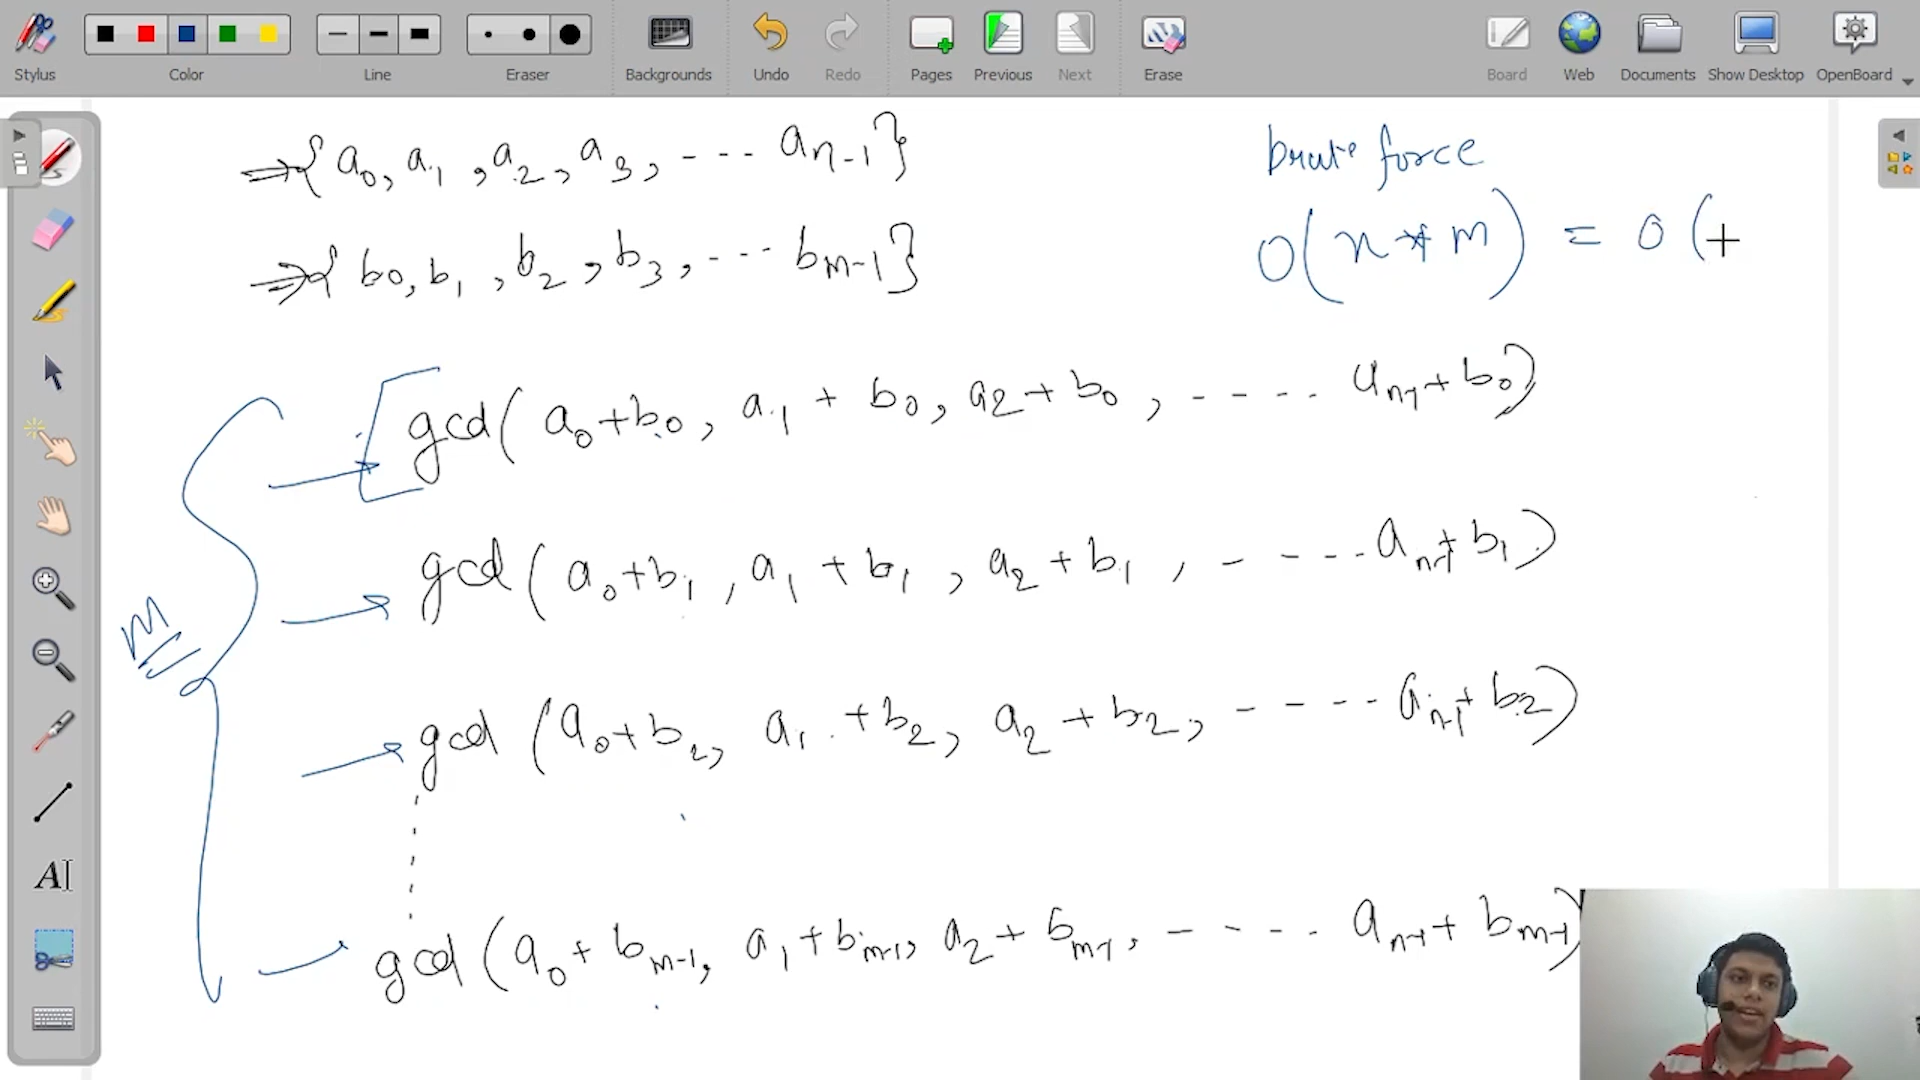 Stylus Color Line Eraser Backgrounds Undo Redo Pages Previous Next Erase Board Web Documents Show Desktop OpenBoard
⇒{a₀, a₁, a₂, a₃, ---- aₙ₋₁}
brute force
⇒{b₀, b₁, b₂, b₃, ---- bₘ₋₁}
O(n*m) = O(
gcd(a₀+b₀, a₁+b₀, a₂+b₀, ----- aₙ₋₁+b₀)
gcd(a₀+b₁, a₁+b₁, a₂+b₁, ----- aₙ₋₁+b₁)
m
gcd(a₀+b₂, a₁+b₂, a₂+b₂, ----- aₙ₋₁+b₂)
gcd(a₀+bₘ₋₁, a₁+bₘ₋₁, a₂+bₘ₋₁, ----- aₙ₋₁+bₘ₋₁)